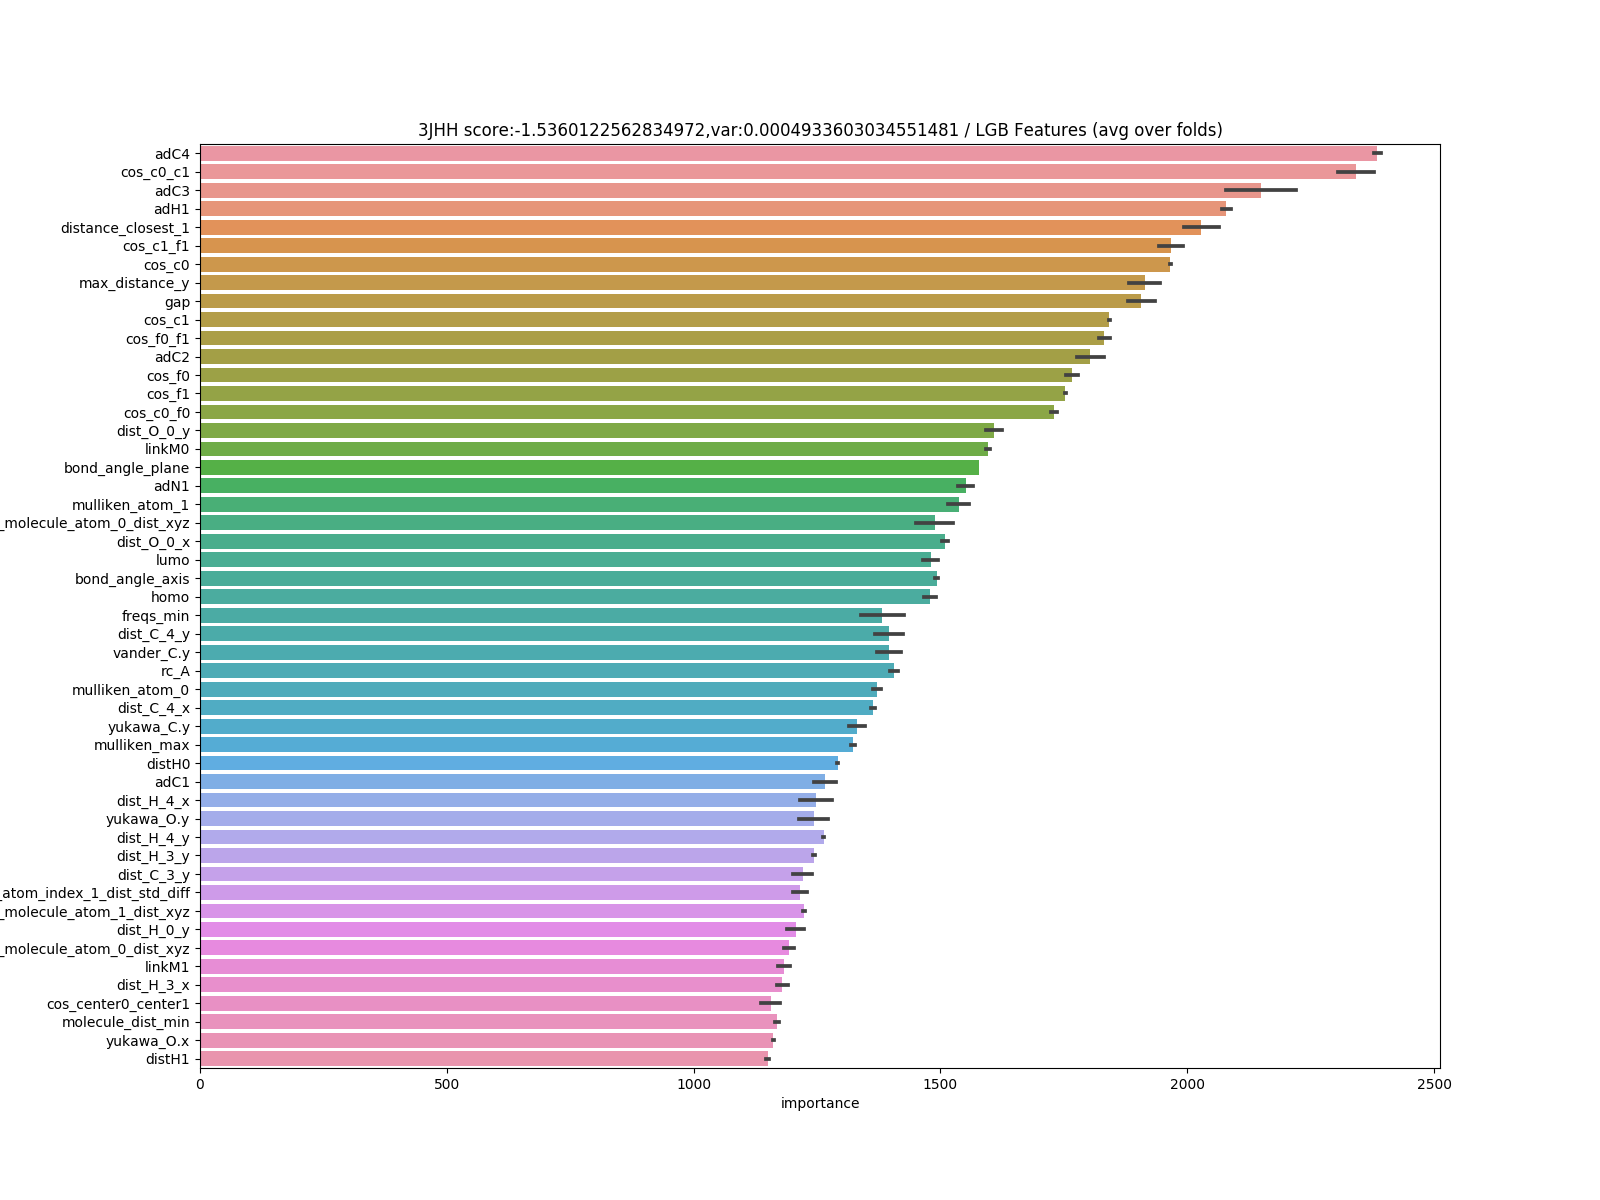 3JHH score:-1.5360122562834972,var:0.0004933603034551481 / LGB Features (avg over folds)
adC4
cos_c0_c1
adC3
adH1
distance_closest_1
cos_c1_f1
cos_c0
max_distance_y
gap
cos_c1
cos_f0_f1
adC2
cos_f0
cos_f1
cos_c0_f0
dist_O_0_y
linkM0
bond_angle_plane
adN1
mulliken_atom_1
_molecule_atom_0_dist_xyz
dist_O_0_x
lumo
bond_angle_axis
homo
freqs_min
dist_C_4_y
vander_C.y
rc_A
mulliken_atom_0
dist_C_4_x
yukawa_C.y
mulliken_max
distH0
adC1
dist_H_4_x
yukawa_O.y
dist_H_4_y
dist_H_3_y
dist_C_3_y
_atom_index_1_dist_std_diff
_molecule_atom_1_dist_xyz
dist_H_0_y
_molecule_atom_0_dist_xyz
linkM1
dist_H_3_x
cos_center0_center1
molecule_dist_min
yukawa_O.x
distH1
0 500 1000 1500 2000 2500
importance